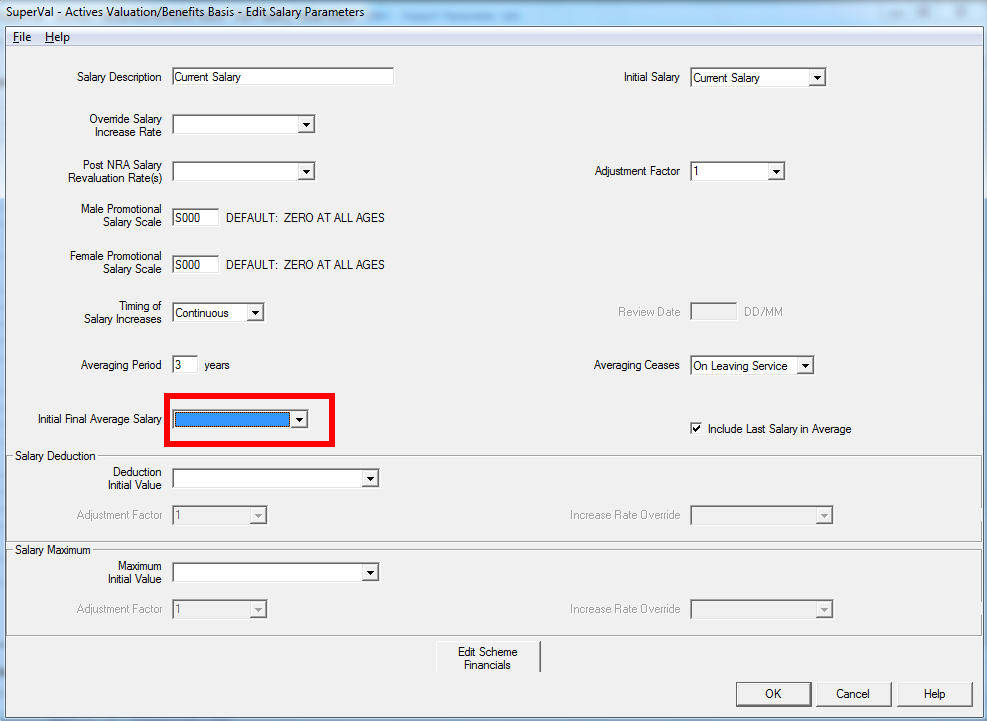 SuperVal - Actives Valuation/Benefits Basis - Edit Salary Parameters
File Help
Salary Description Current Salary Initial Salary Current Salary
Override Salary
Increase Rate
Post NRA Salary
Revaluation Rate(s) Adjustment Factor 1
Male Promotional
Salary Scale S000 DEFAULT: ZERO AT ALL AGES
Female Promotional
Salary Scale S000 DEFAULT: ZERO AT ALL AGES
Timing of
Salary Increases Continuous Review Date DD/MM
Averaging Period 3 years Averaging Ceases On Leaving Service
Initial Final Average Salary
Include Last Salary in Average
Salary Deduction
Deduction
Initial Value
Adjustment Factor 1 Increase Rate Override
Salary Maximum
Maximum
Initial Value
Adjustment Factor 1 Increase Rate Override
Edit Scheme
Financials
OK Cancel Help